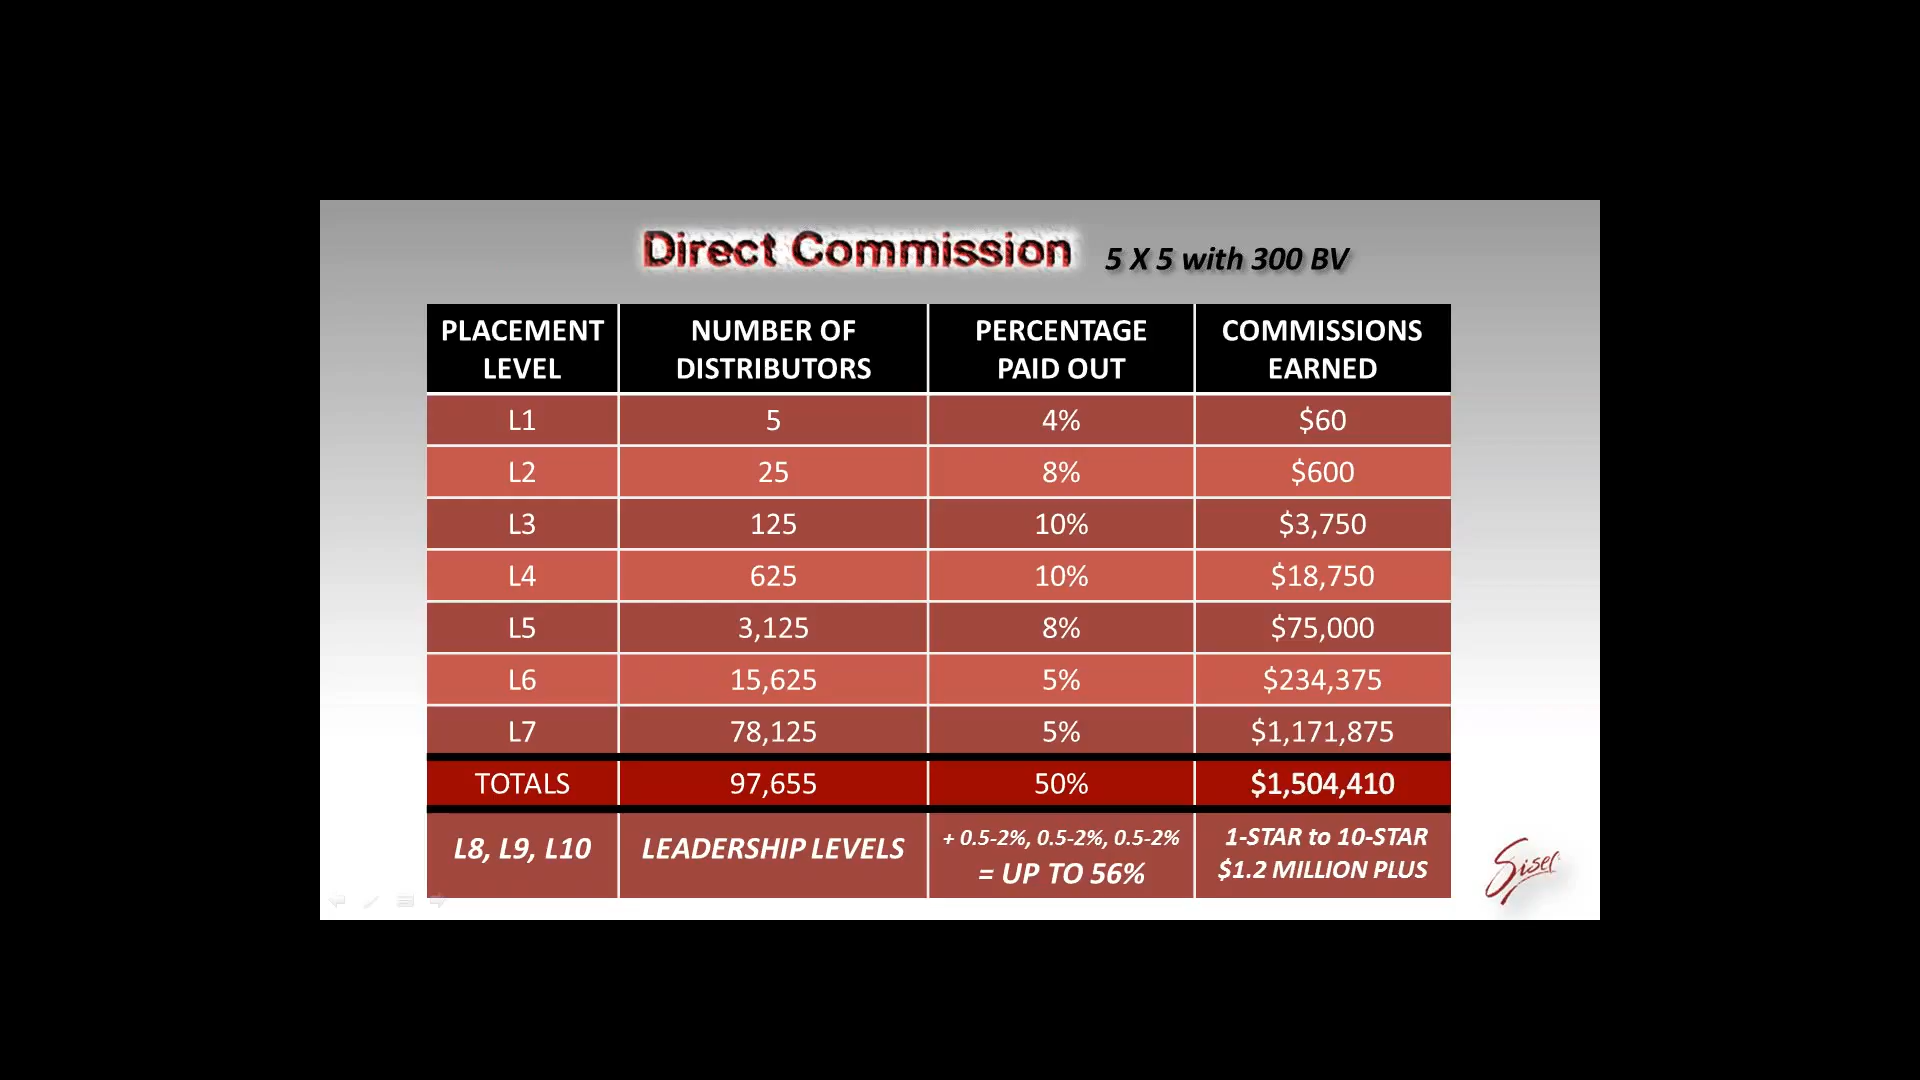 Direct Commission 5 X 5 with 300 BV
PLACEMENT LEVEL NUMBER OF DISTRIBUTORS PERCENTAGE PAID OUT COMMISSIONS EARNED
L1 5 4% $60
L2 25 8% $600
L3 125 10% $3,750
L4 625 10% $18,750
L5 3,125 8% $75,000
L6 15,625 5% $234,375
L7 78,125 5% $1,171,875
TOTALS 97,655 50% $1,504,410
L8, L9, L10 LEADERSHIP LEVELS + 0.5-2%, 0.5-2%, 0.5-2% = UP TO 56% 1-STAR to 10-STAR $1.2 MILLION PLUS
Sisel